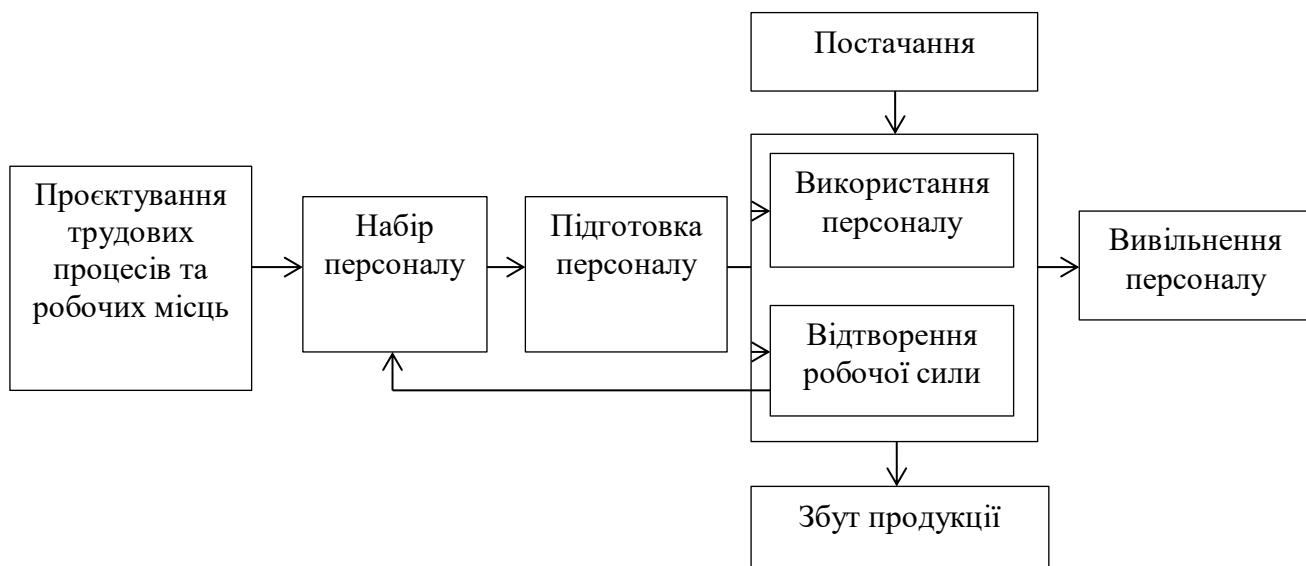 Постачання
Проєктування
трудових
процесів та
робочих місць
Набір
персоналу
Підготовка
персоналу
Використання
персоналу
Вивільнення
персоналу
Відтворення
робочої сили
Збут продукції